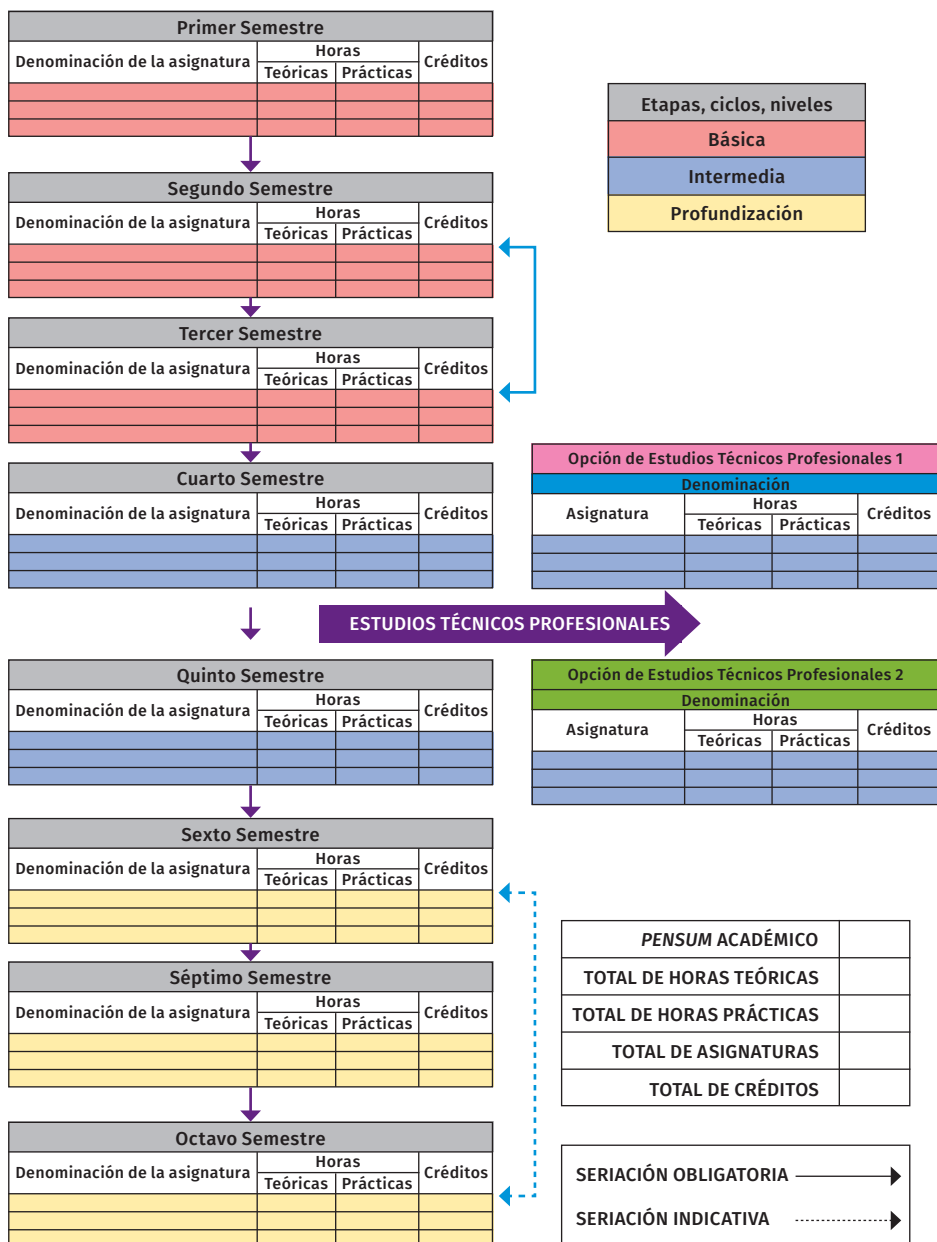 Primer Semestre
Denominación de la asignatura
Horas
Teóricas Prácticas
Créditos
Etapas, ciclos, niveles
Básica
Intermedia
Profundización
Segundo Semestre
Denominación de la asignatura
Horas
Teóricas Prácticas
Créditos
Tercer Semestre
Denominación de la asignatura
Horas
Teóricas Prácticas
Créditos
Cuarto Semestre
Denominación de la asignatura
Horas
Teóricas Prácticas
Créditos
Opción de Estudios Técnicos Profesionales 1
Denominación
Asignatura
Horas
Teóricas Prácticas
Créditos
ESTUDIOS TÉCNICOS PROFESIONALES
Quinto Semestre
Denominación de la asignatura
Horas
Teóricas Prácticas
Créditos
Opción de Estudios Técnicos Profesionales 2
Denominación
Asignatura
Horas
Teóricas Prácticas
Créditos
Sexto Semestre
Denominación de la asignatura
Horas
Teóricas Prácticas
Créditos
Séptimo Semestre
Denominación de la asignatura
Horas
Teóricas Prácticas
Créditos
PENSUM ACADÉMICO
TOTAL DE HORAS TEÓRICAS
TOTAL DE HORAS PRÁCTICAS
TOTAL DE ASIGNATURAS
TOTAL DE CRÉDITOS
Octavo Semestre
Denominación de la asignatura
Horas
Teóricas Prácticas
Créditos
SERIACIÓN OBLIGATORIA
SERIACIÓN INDICATIVA